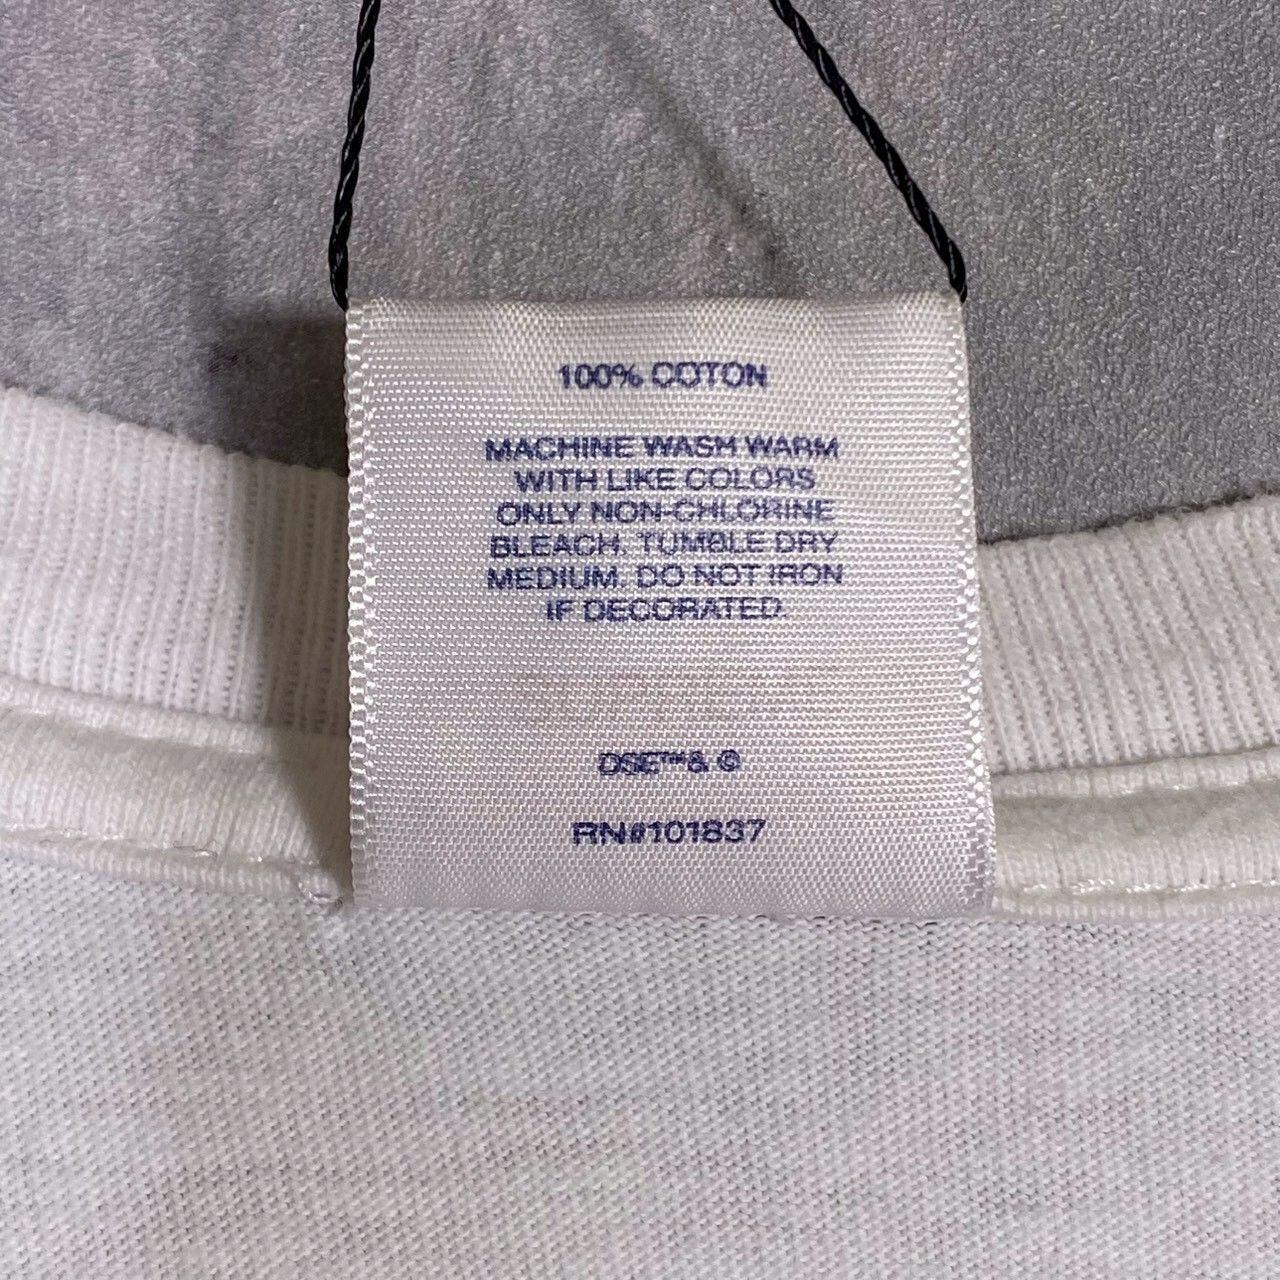 100% COTON
MACHINE WASH WARM
WITH LIKE COLORS
ONLY NON-CHLORINE
BLEACH. TUMBLE DRY
MEDIUM. DO NOT IRON
IF DECORATED.
DSE™& ©
RN#101837